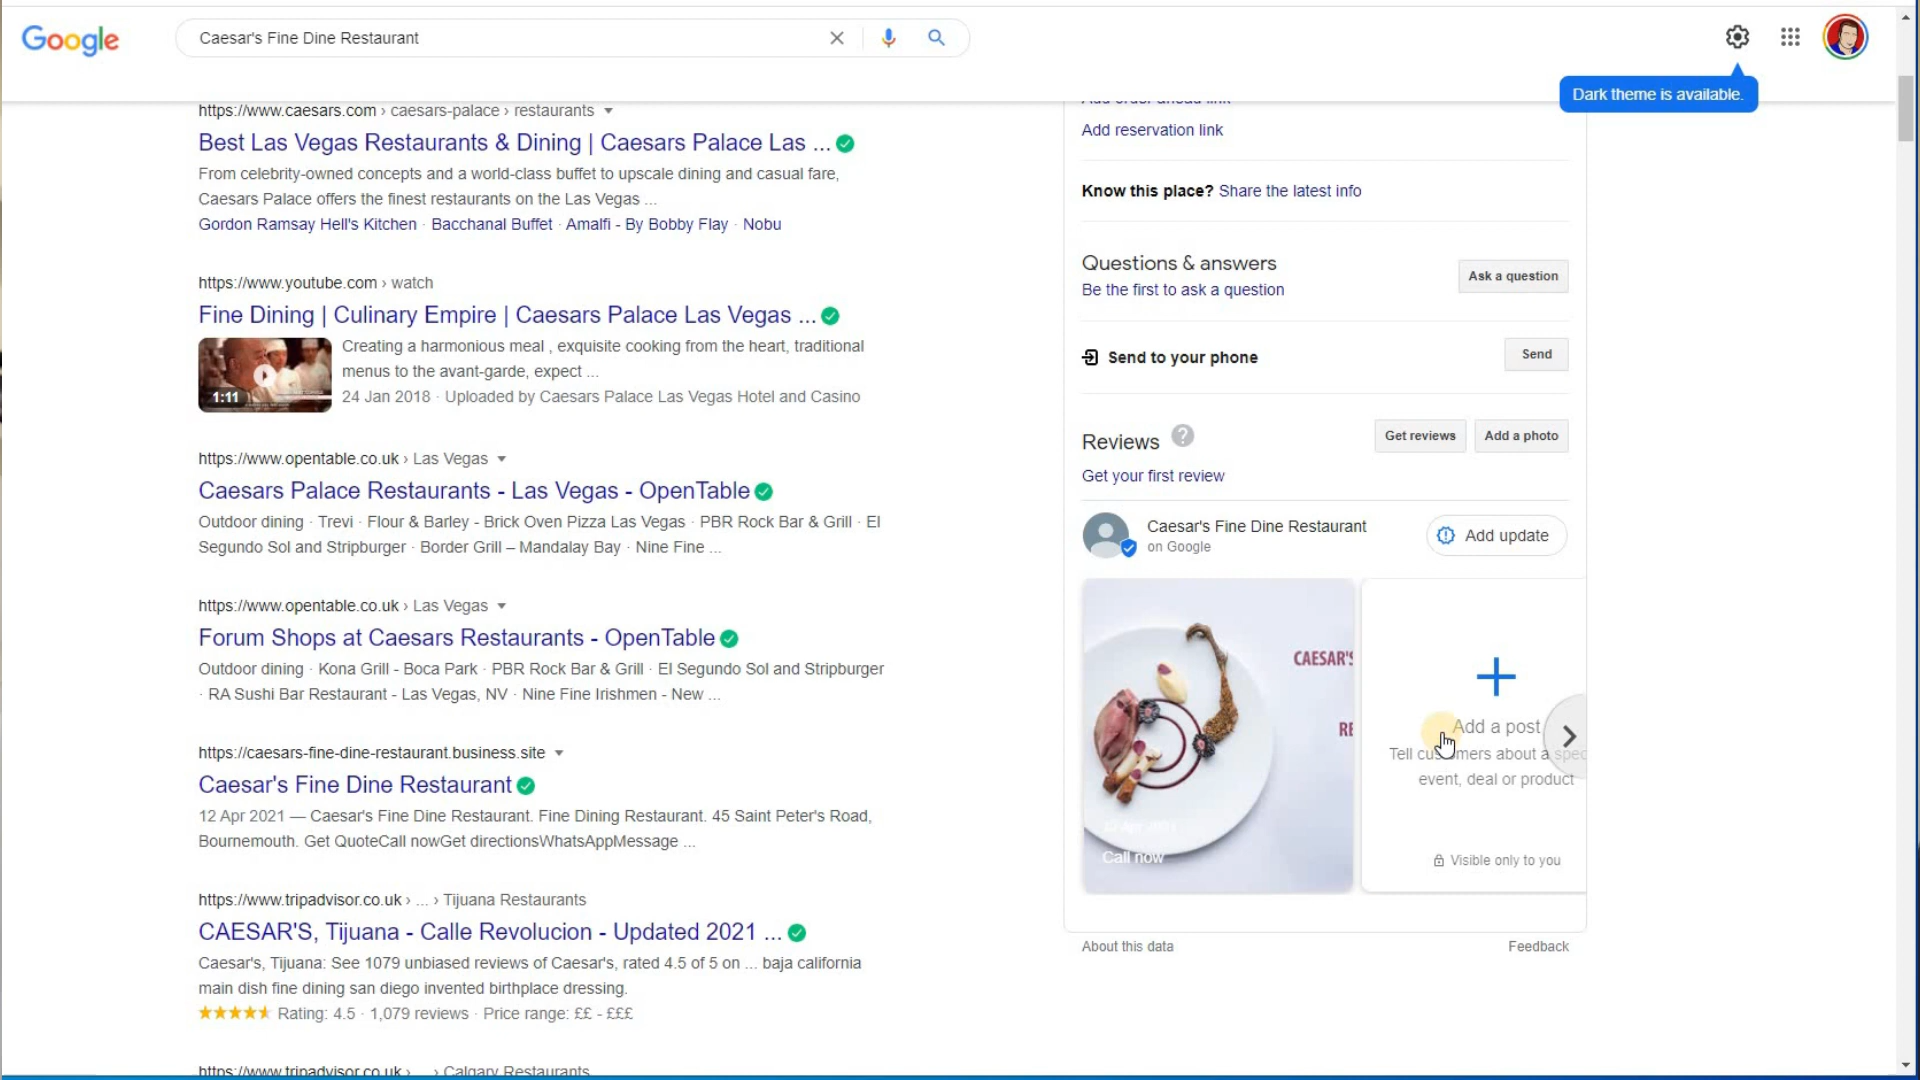 Google
Caesar's Fine Dine Restaurant
Dark theme is available.
https://www.caesars.com › caesars-palace › restaurants
Best Las Vegas Restaurants & Dining | Caesars Palace Las ...
From celebrity-owned concepts and a world-class buffet to upscale dining and casual fare,
Caesars Palace offers the finest restaurants on the Las Vegas ...
Gordon Ramsay Hell's Kitchen · Bacchanal Buffet · Amalfi - By Bobby Flay · Nobu
https://www.youtube.com › watch
Fine Dining | Culinary Empire | Caesars Palace Las Vegas ...
1:11
Creating a harmonious meal , exquisite cooking from the heart, traditional
menus to the avant-garde, expect ...
24 Jan 2018 · Uploaded by Caesars Palace Las Vegas Hotel and Casino
https://www.opentable.co.uk › Las Vegas
Caesars Palace Restaurants - Las Vegas - OpenTable
Outdoor dining · Trevi · Flour & Barley - Brick Oven Pizza Las Vegas · PBR Rock Bar & Grill · El
Segundo Sol and Stripburger · Border Grill – Mandalay Bay · Nine Fine ...
https://www.opentable.co.uk › Las Vegas
Forum Shops at Caesars Restaurants - OpenTable
Outdoor dining · Kona Grill - Boca Park · PBR Rock Bar & Grill · El Segundo Sol and Stripburger
· RA Sushi Bar Restaurant - Las Vegas, NV · Nine Fine Irishmen - New ...
https://caesars-fine-dine-restaurant.business.site
Caesar's Fine Dine Restaurant
12 Apr 2021 — Caesar's Fine Dine Restaurant. Fine Dining Restaurant. 45 Saint Peter's Road,
Bournemouth. Get QuoteCall nowGet directionsWhatsAppMessage ...
https://www.tripadvisor.co.uk › ... › Tijuana Restaurants
CAESAR'S, Tijuana - Calle Revolucion - Updated 2021 ...
Caesar's, Tijuana: See 1079 unbiased reviews of Caesar's, rated 4.5 of 5 on ... baja california
main dish fine dining san diego invented birthplace dressing.
Rating: 4.5 · 1,079 reviews · Price range: ££ - £££
https://www.tripadvisor.co.uk › ... › Calgary Restaurants
Add order ahead link
Add reservation link
Know this place? Share the latest info
Questions & answers
Be the first to ask a question
Ask a question
Send to your phone
Send
Reviews
?
Get reviews
Add a photo
Get your first review
Caesar's Fine Dine Restaurant
on Google
Add update
CAESAR'S
RE
12 Apr 2021
Call now
Add a post
Tell customers about a spec
event, deal or product
Visible only to you
About this data
Feedback